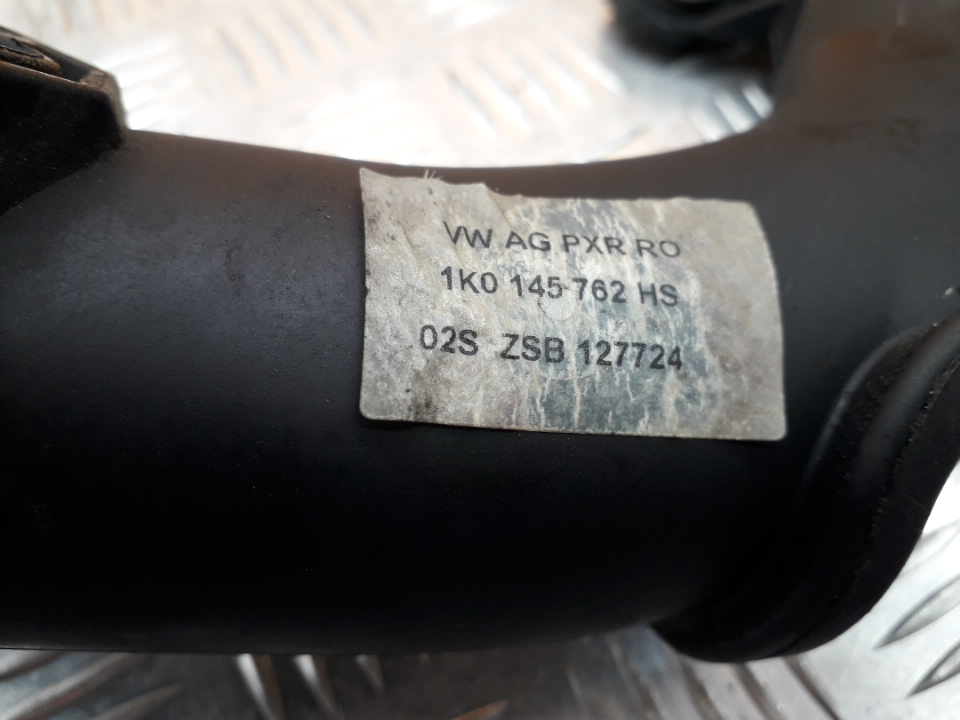 VW AG PXR RO
1K0 145 762 HS
02S ZSB 127724